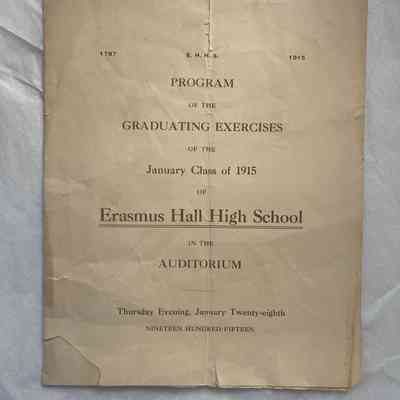 1787 E. H. H. S. 1915
PROGRAM
OF THE
GRADUATING EXERCISES
OF THE
January Class of 1915
OF
Erasmus Hall High School
IN THE
AUDITORIUM
Thursday Evening, January Twenty-eighth
NINETEEN HUNDRED FIFTEEN